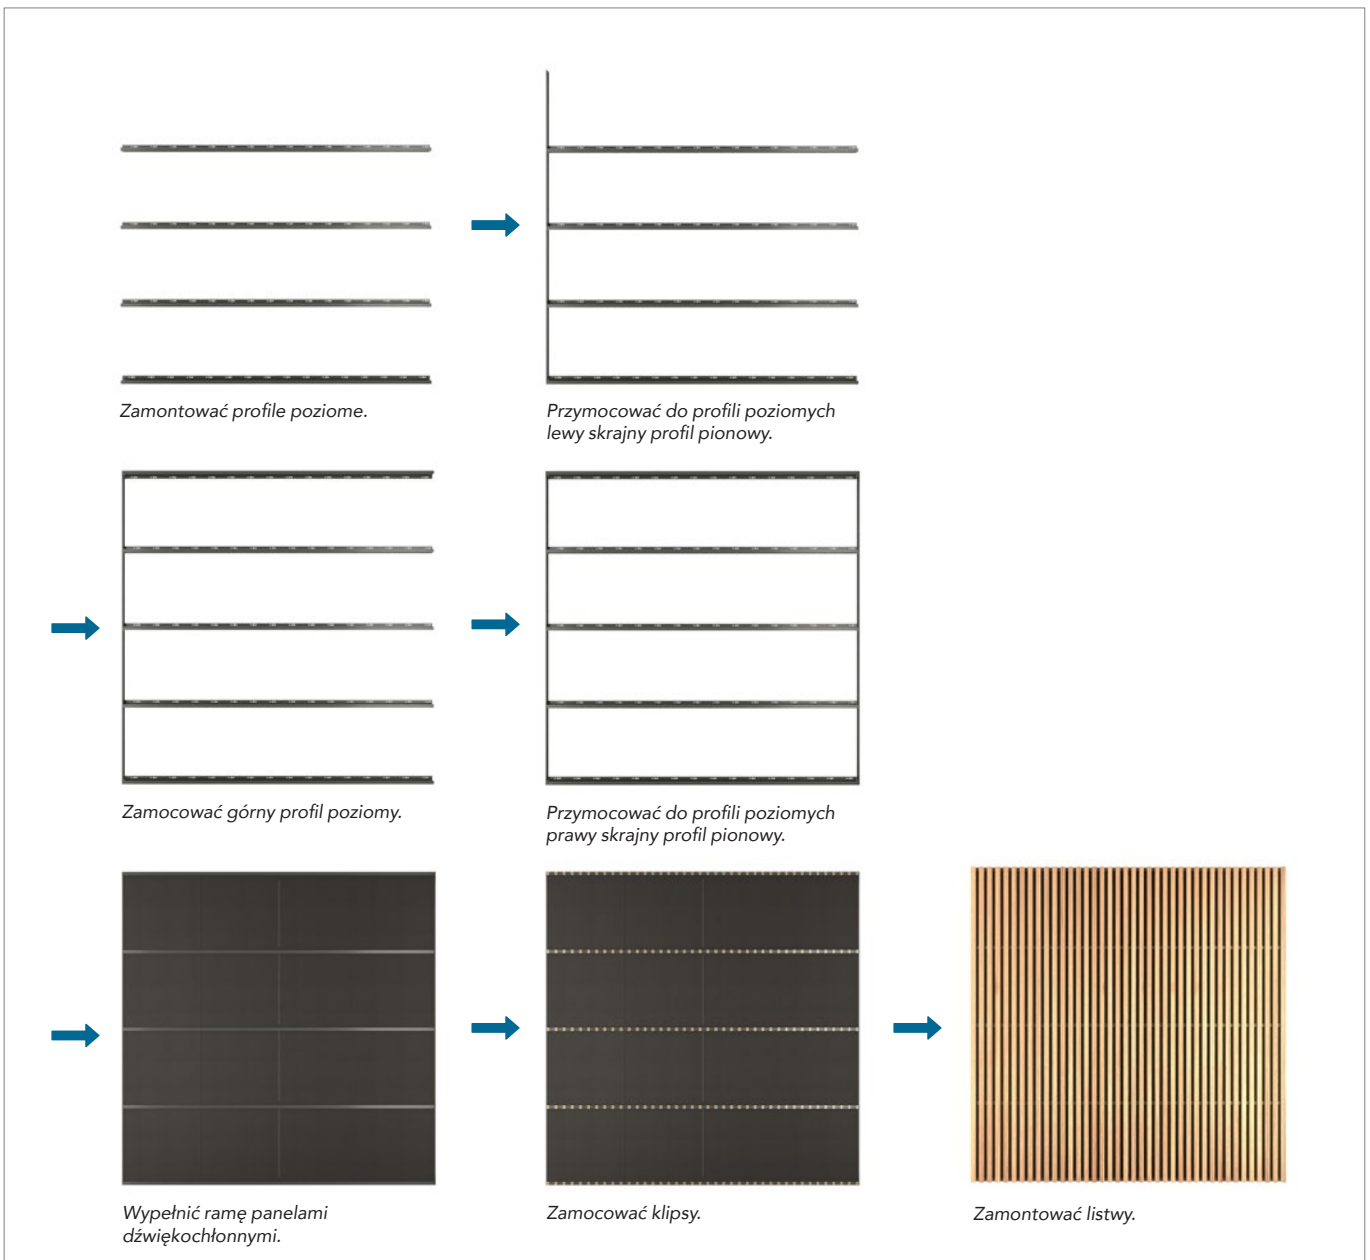 Zamontować profile poziome.
Przymocować do profili poziomych
lewy skrajny profil pionowy.
Zamocować górny profil poziomy.
Przymocować do profili poziomych
prawy skrajny profil pionowy.
Wypełnić ramę panelami
dźwiękochłonnymi.
Zamocować klipsy.
Zamontować listwy.